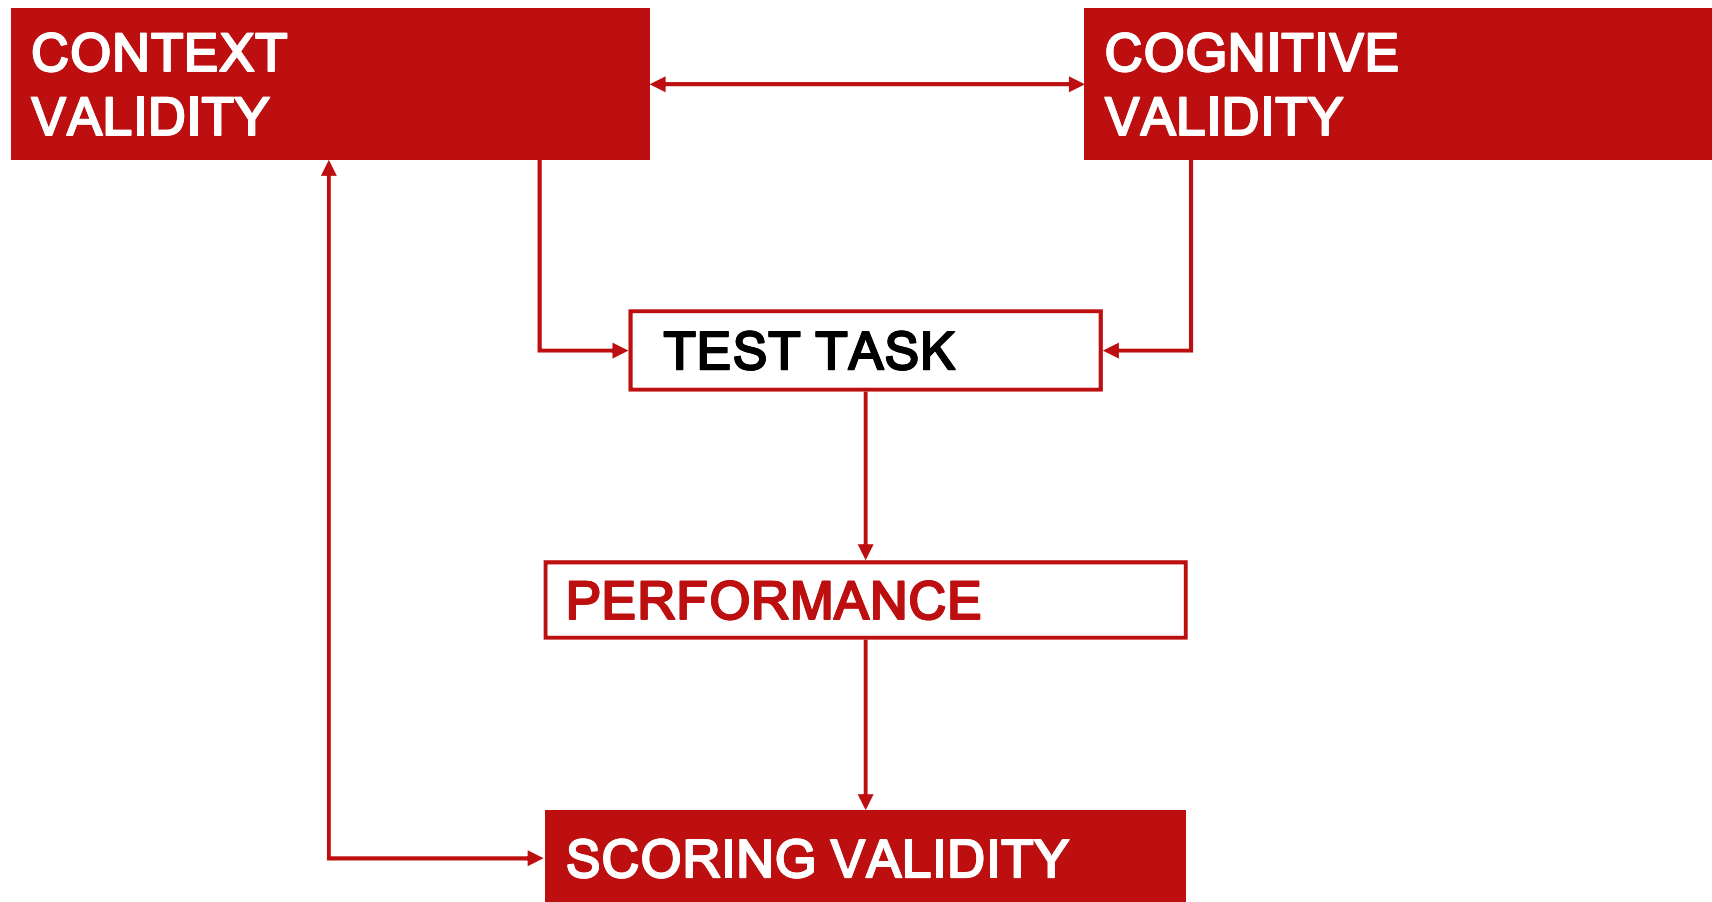 CONTEXT
VALIDITY
COGNITIVE
VALIDITY
TEST TASK
PERFORMANCE
SCORING VALIDITY